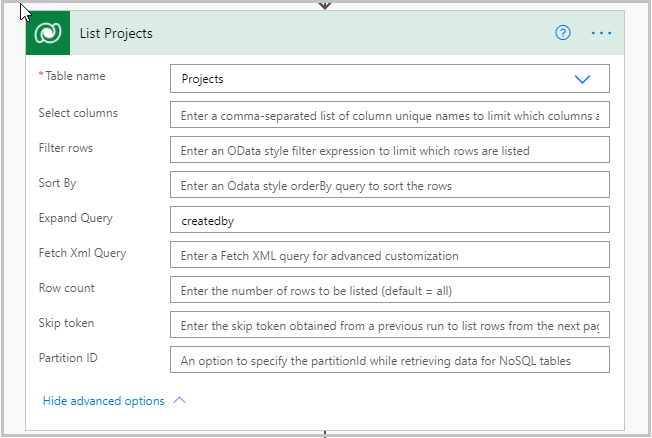 List Projects
* Table name
Projects
Select columns
Enter a comma-separated list of column unique names to limit which columns a
Filter rows
Enter an OData style filter expression to limit which rows are listed
Sort By
Enter an Odata style orderBy query to sort the rows
Expand Query
createdby
Fetch Xml Query
Enter a Fetch XML query for advanced customization
Row count
Enter the number of rows to be listed (default = all)
Skip token
Enter the skip token obtained from a previous run to list rows from the next pag
Partition ID
An option to specify the partitionId while retrieving data for NoSQL tables
Hide advanced options